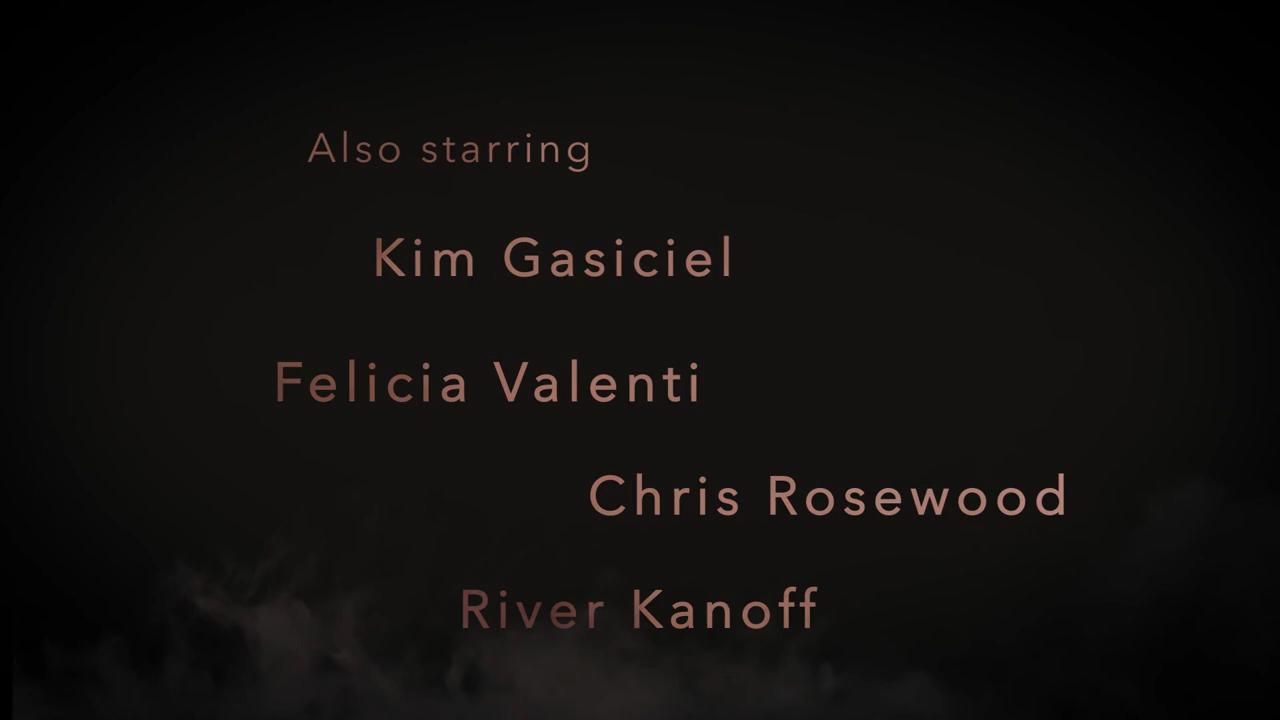 Also starring
Kim Gasiciel
Felicia Valenti
Chris Rosewood
River Kanoff